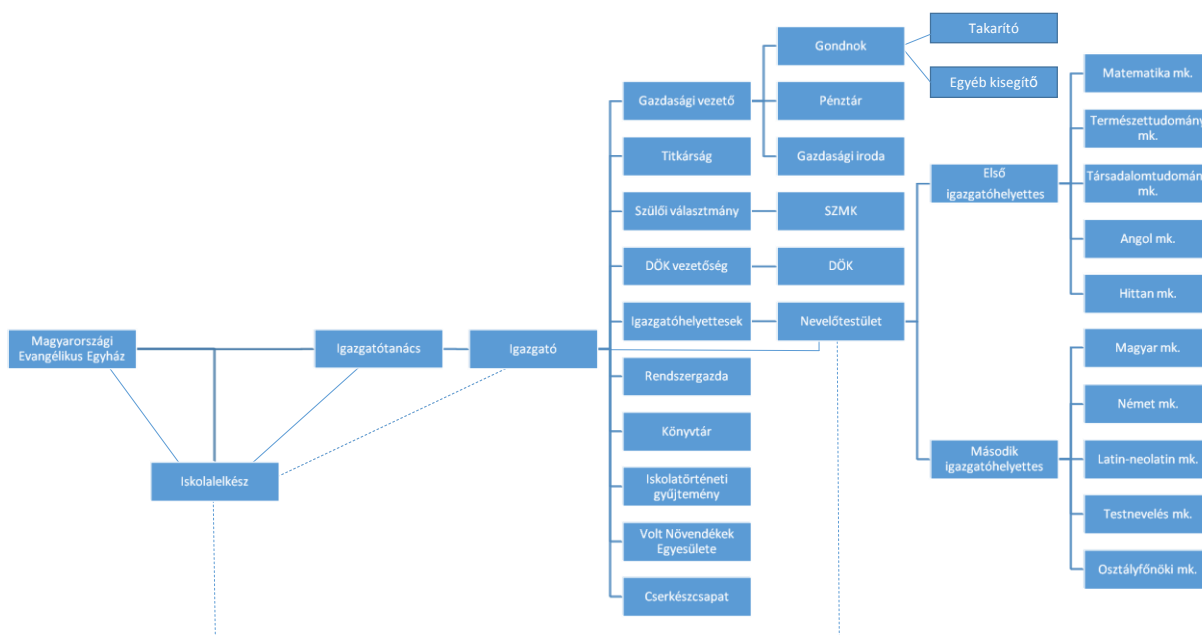 Magyarországi
Evangélikus Egyház
Igazgatótanács
Igazgató
Iskolalelkész
Gazdasági vezető
Titkárság
Szülői választmány
DÖK vezetőség
Igazgatóhelyettesek
Rendszergazda
Könyvtár
Iskolatörténeti
gyűjtemény
Volt Növendékek
Egyesülete
Cserkészcsapat
Gondnok
Pénztár
Gazdasági iroda
SZMK
DÖK
Nevelőtestület
Takarító
Egyéb kisegítő
Első
igazgatóhelyettes
Második
igazgatóhelyettes
Matematika mk.
Természettudomány
mk.
Társadalomtudomán
mk.
Angol mk.
Hittan mk.
Magyar mk.
Német mk.
Latin-neolatin mk.
Testnevelés mk.
Osztályfőnöki mk.